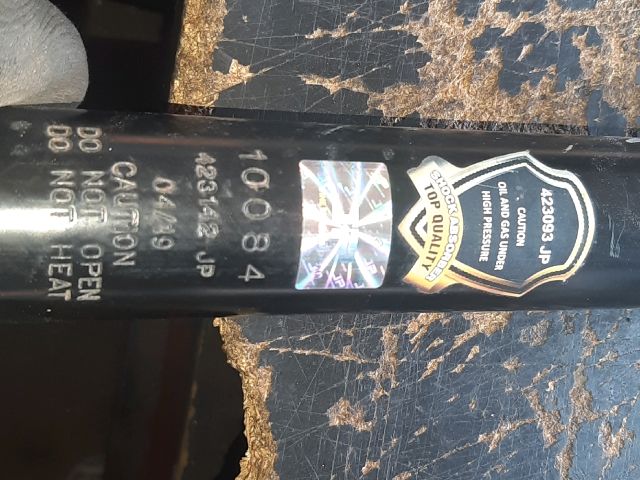 423093 JP
CAUTION
OIL AND GAS UNDER
HIGH PRESSURE
TOP QUALITY
SHOCK ABSORBER
10084
423142 JP
04/19
CAUTION
DO NOT OPEN
DO NOT HEAT